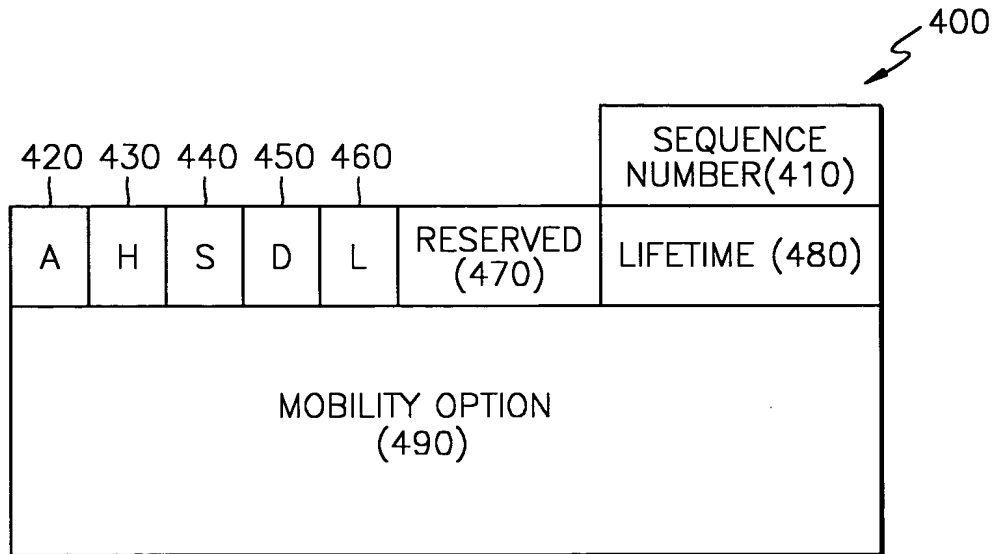 400
SEQUENCE
NUMBER(410)
420 430 440 450 460
A H S D L RESERVED
(470) LIFETIME (480)
MOBILITY OPTION
(490)